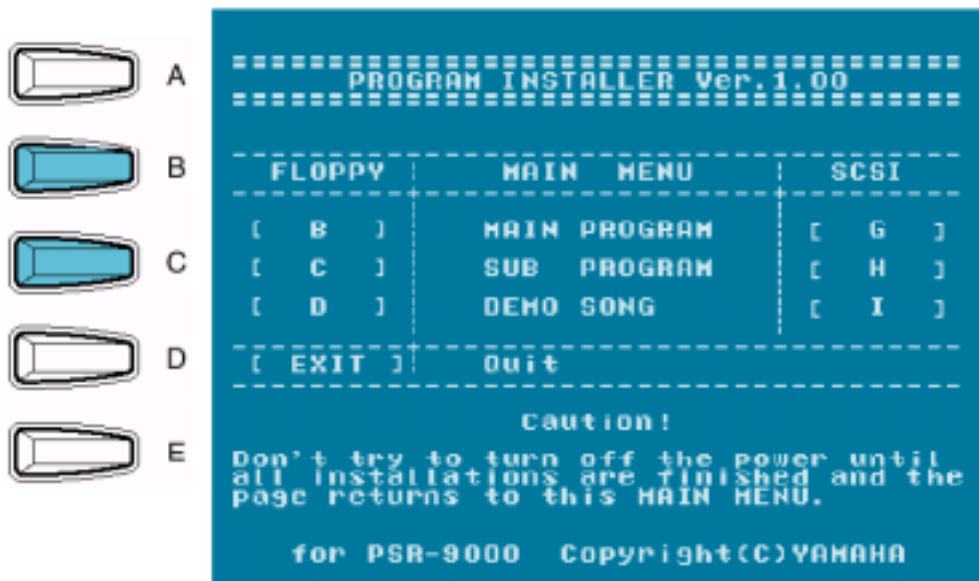 A
B
C
D
E
PROGRAM INSTALLER Ver.1.00
FLOPPY MAIN MENU SCSI
[ B ] MAIN PROGRAM [ G ]
[ C ] SUB PROGRAM [ H ]
[ D ] DEMO SONG [ I ]
[ EXIT ] Quit
Caution!
Don't try to turn off the power until
all installations are finished and the
page returns to this MAIN MENU.
for PSR-9000 Copyright(C)YAMAHA